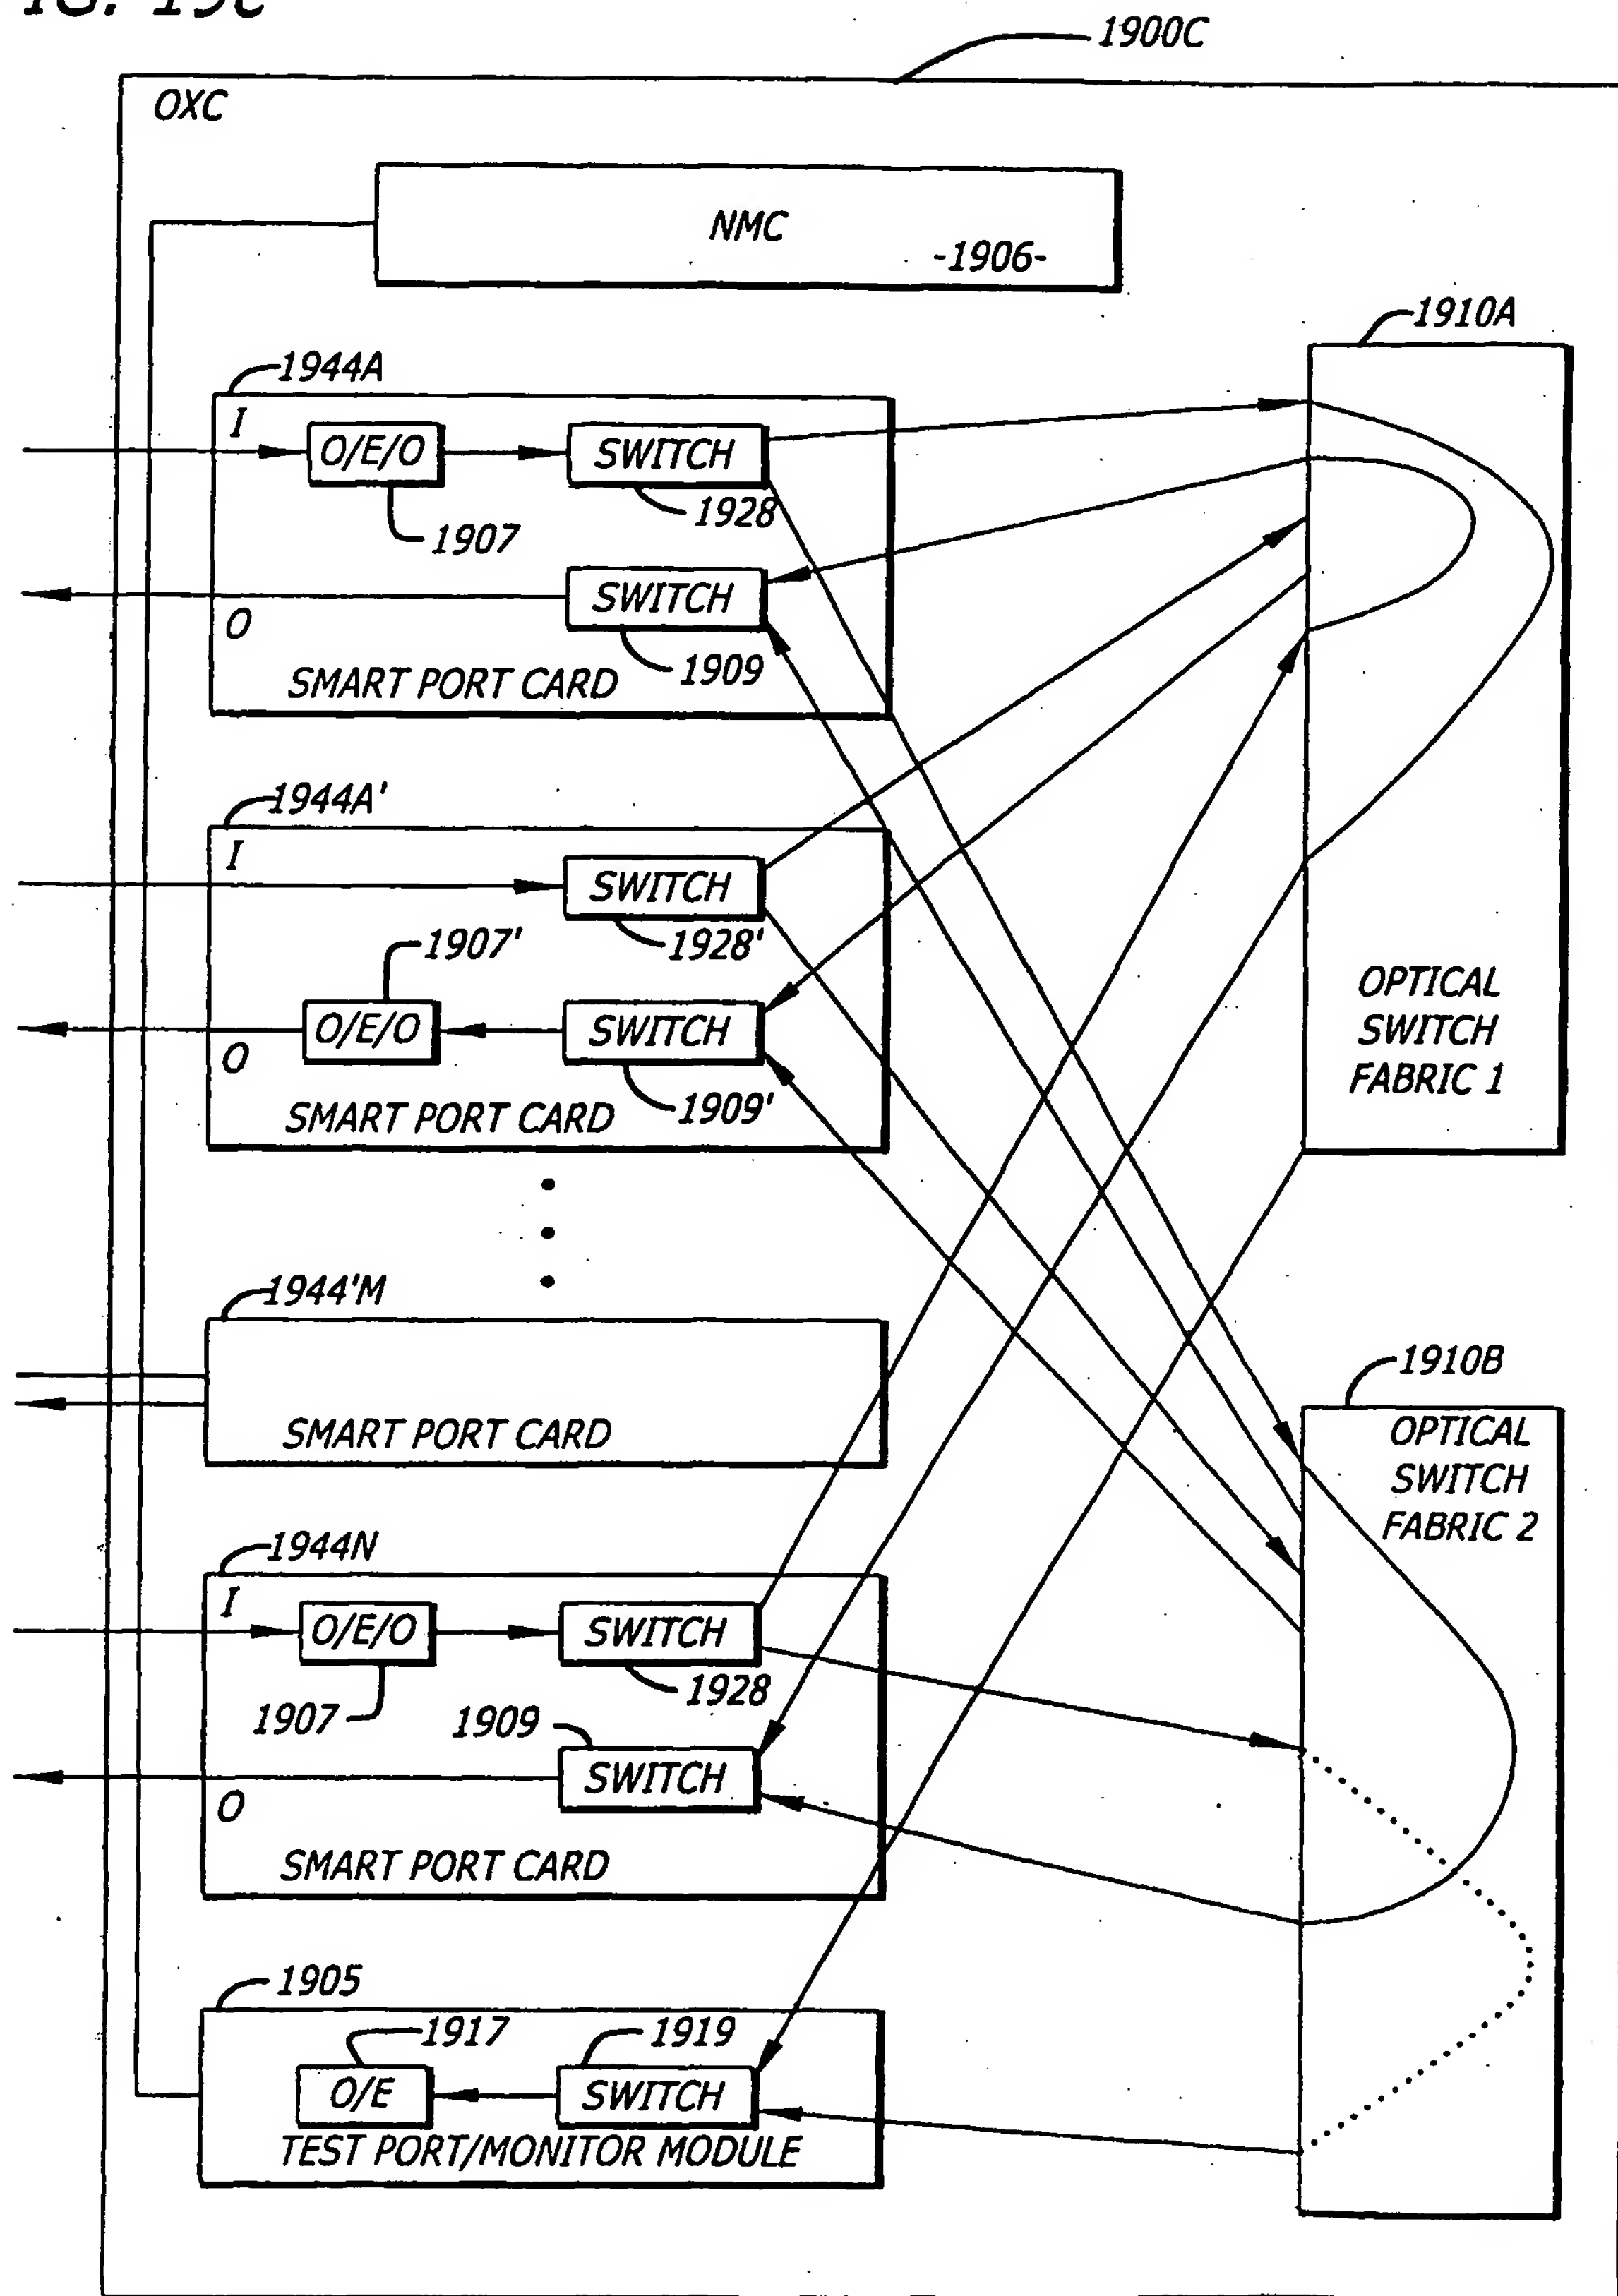 FIG. 19C
1900C
OXC
NMC
-1906-
1910A
1944A
I
O/E/O
SWITCH
1928
1907
SWITCH
O
1909
SMART PORT CARD
1944A'
I
SWITCH
1928'
1907'
O/E/O
SWITCH
O
1909'
SMART PORT CARD
OPTICAL
SWITCH
FABRIC 1
1944'M
SMART PORT CARD
1910B
OPTICAL
SWITCH
FABRIC 2
1944N
I
O/E/O
SWITCH
1928
1907
1909
SWITCH
O
SMART PORT CARD
1905
1917
1919
O/E
SWITCH
TEST PORT/MONITOR MODULE